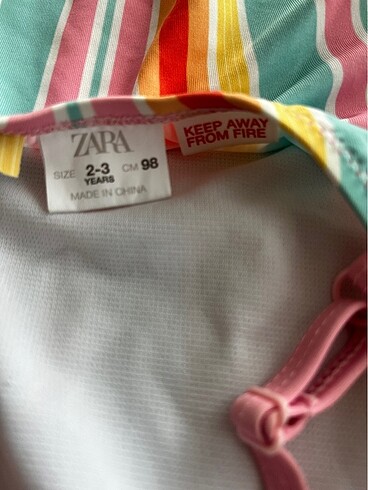 ZARA
SIZE 2-3 YEARS CM 98
MADE IN CHINA
KEEP AWAY
FROM FIRE